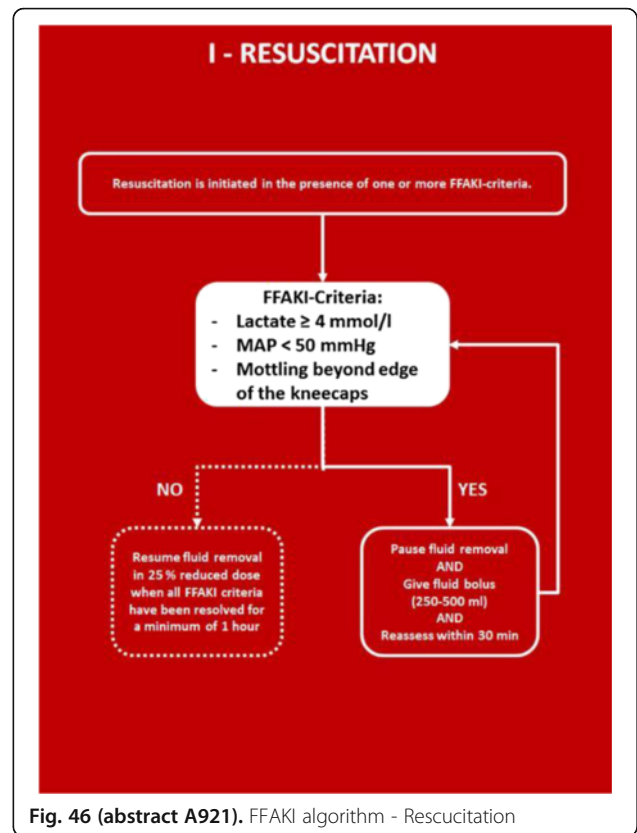 I - RESUSCITATION
Resuscitation is initiated in the presence of one or more FFAKI-criteria.
FFAKI-Criteria:
- Lactate ≥ 4 mmol/l
- MAP < 50 mmHg
- Mottling beyond edge
of the kneecaps
NO
YES
Resume fluid removal
in 25 % reduced dose
when all FFAKI criteria
have been resolved for
a minimum of 1 hour
Pause fluid removal
AND
Give fluid bolus
(250-500 ml)
AND
Reassess within 30 min
Fig. 46 (abstract A921). FFAKI algorithm - Rescucitation